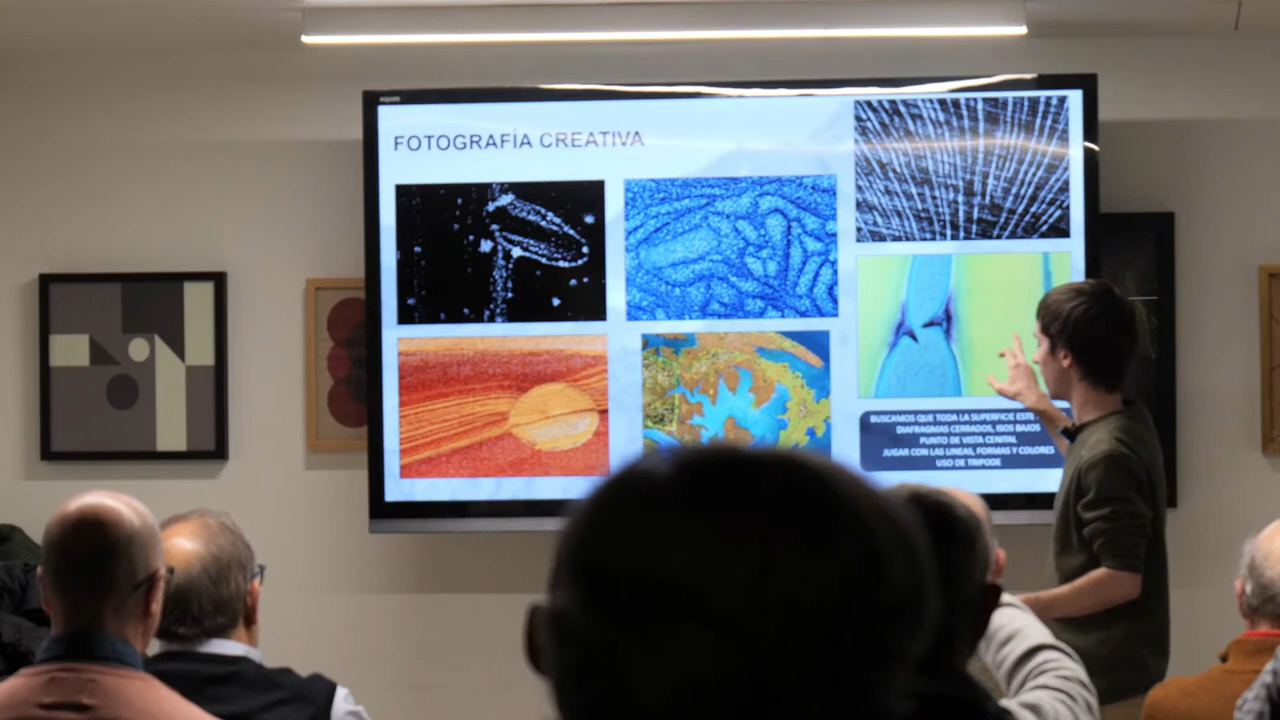 FOTOGRAFÍA CREATIVA
BUSCAMOS QUE TODA LA SUPERFICIE ESTE
DIAFRAGMAS CERRADOS, ISOS BAJOS
PUNTO DE VISTA CENITAL
JUGAR CON LAS LINEAS, FORMAS Y COLORES
USO DE TRIPODE